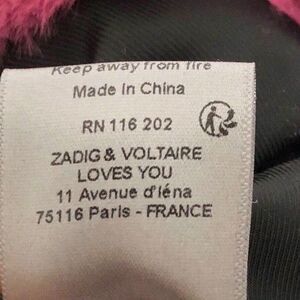 Keep away from fire
Made In China
RN 116 202
ZADIG & VOLTAIRE
LOVES YOU
11 Avenue d'Iéna
75116 Paris - FRANCE